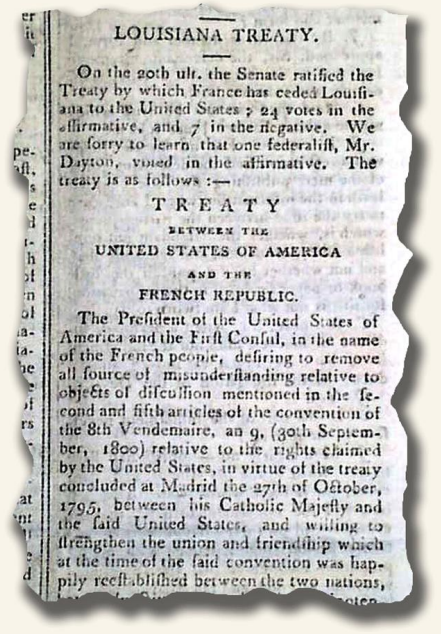 LOUISIANA TREATY.
On the 20th ult. the Senate ratified the
Treaty by which France has ceded Louiſi-
ana to the United States ; 24 votes in the
affirmative, and 7 in the negative. We
are ſorry to learn that one federaliſt, Mr.
Dayton, voted in the affirmative. The
treaty is as follows :—
TREATY
BETWEEN THE
UNITED STATES OF AMERICA
AND THE
FRENCH REPUBLIC.
The Preſident of the United States of
America and the Firſt Conſul, in the name
of the French people, deſiring to remove
all ſource of misunderſtanding relative to
objects of diſcuſſion mentioned in the ſe-
cond and fifth articles of the convention of
the 8th Vendemaire, an 9, (30th Septem-
ber, 1800) relative to the rights claimed
by the United States, in virtue of the treaty
concluded at Madrid the 27th of October,
1795, between his Catholic Majeſty and
the ſaid United States, and willing to
ſtrengthen the union and friendſhip which
at the time of the ſaid convention was hap-
pily reeſtabliſhed between the two nations,